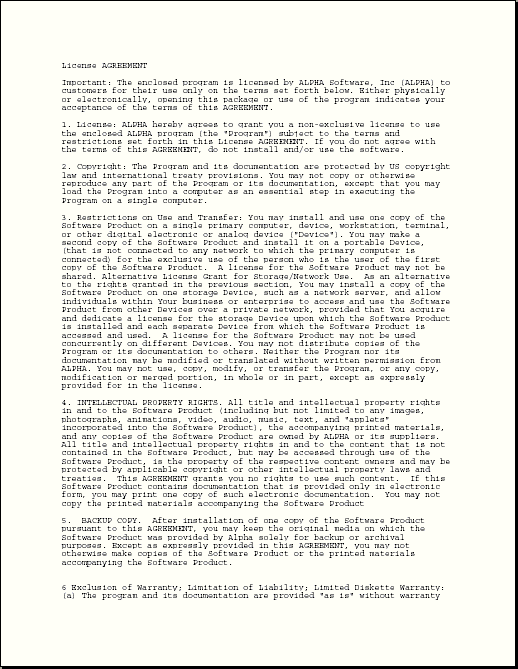 License AGREEMENT
Important: The enclosed program is licensed by ALPHA Software, Inc (ALPHA) to
customers for their use only on the terms set forth below. Either physically
or electronically, opening this package or use of the program indicates your
acceptance of the terms of this AGREEMENT.
1. License: ALPHA hereby agrees to grant you a non-exclusive license to use
the enclosed ALPHA program (the "Program") subject to the terms and
restrictions set forth in this License AGREEMENT. If you do not agree with
the terms of this AGREEMENT, do not install and/or use the software.
2. Copyright: The Program and its documentation are protected by US copyright
law and international treaty provisions. You may not copy or otherwise
reproduce any part of the Program or its documentation, except that you may
load the Program into a computer as an essential step in executing the
Program on a single computer.
3. Restrictions on Use and Transfer: You may install and use one copy of the
Software Product on a single primary computer, device, workstation, terminal,
or other digital electronic or analog device ("Device"). You may make a
second copy of the Software Product and install it on a portable Device,
(that is not connected to any network to which the primary computer is
connected) for the exclusive use of the person who is the user of the first
copy of the Software Product.  A license for the Software Product may not be
shared. Alternative License Grant for Storage/Network Use.  As an alternative
to the rights granted in the previous section, You may install a copy of the
Software Product on one storage Device, such as a network server, and allow
individuals within Your business or enterprise to access and use the Software
Product from other Devices over a private network, provided that You acquire
and dedicate a license for the storage Device upon which the Software Product
is installed and each separate Device from which the Software Product is
accessed and used.  A license for the Software Product may not be used
concurrently on different Devices. You may not distribute copies of the
Program or its documentation to others. Neither the Program nor its
documentation may be modified or translated without written permission from
ALPHA. You may not use, copy, modify, or transfer the Program, or any copy,
modification or merged portion, in whole or in part, except as expressly
provided for in the license.
4. INTELLECTUAL PROPERTY RIGHTS. All title and intellectual property rights
in and to the Software Product (including but not limited to any images,
photographs, animations, video, audio, music, text, and "applets"
incorporated into the Software Product), the accompanying printed materials,
and any copies of the Software Product are owned by ALPHA or its suppliers.
All title and intellectual property rights in and to the content that is not
contained in the Software Product, but may be accessed through use of the
Software Product, is the property of the respective content owners and may be
protected by applicable copyright or other intellectual property laws and
treaties.  This AGREEMENT grants you no rights to use such content.  If this
Software Product contains documentation that is provided only in electronic
form, you may print one copy of such electronic documentation.  You may not
copy the printed materials accompanying the Software Product
5.  BACKUP COPY.  After installation of one copy of the Software Product
pursuant to this AGREEMENT, you may keep the original media on which the
Software Product was provided by Alpha solely for backup or archival
purposes. Except as expressly provided in this AGREEMENT, you may not
otherwise make copies of the Software Product or the printed materials
accompanying the Software Product.
6 Exclusion of Warranty; Limitation of Liability; Limited Diskette Warranty:
(a) The program and its documentation are provided "as is" without warranty